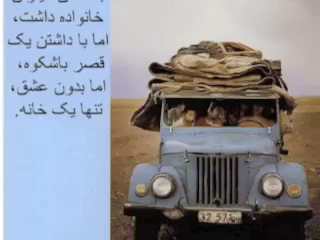 خانواده داشت،
اما با داشتن یک
قصر باشکوه،
اما بدون عشق،
تنها یک خانه.